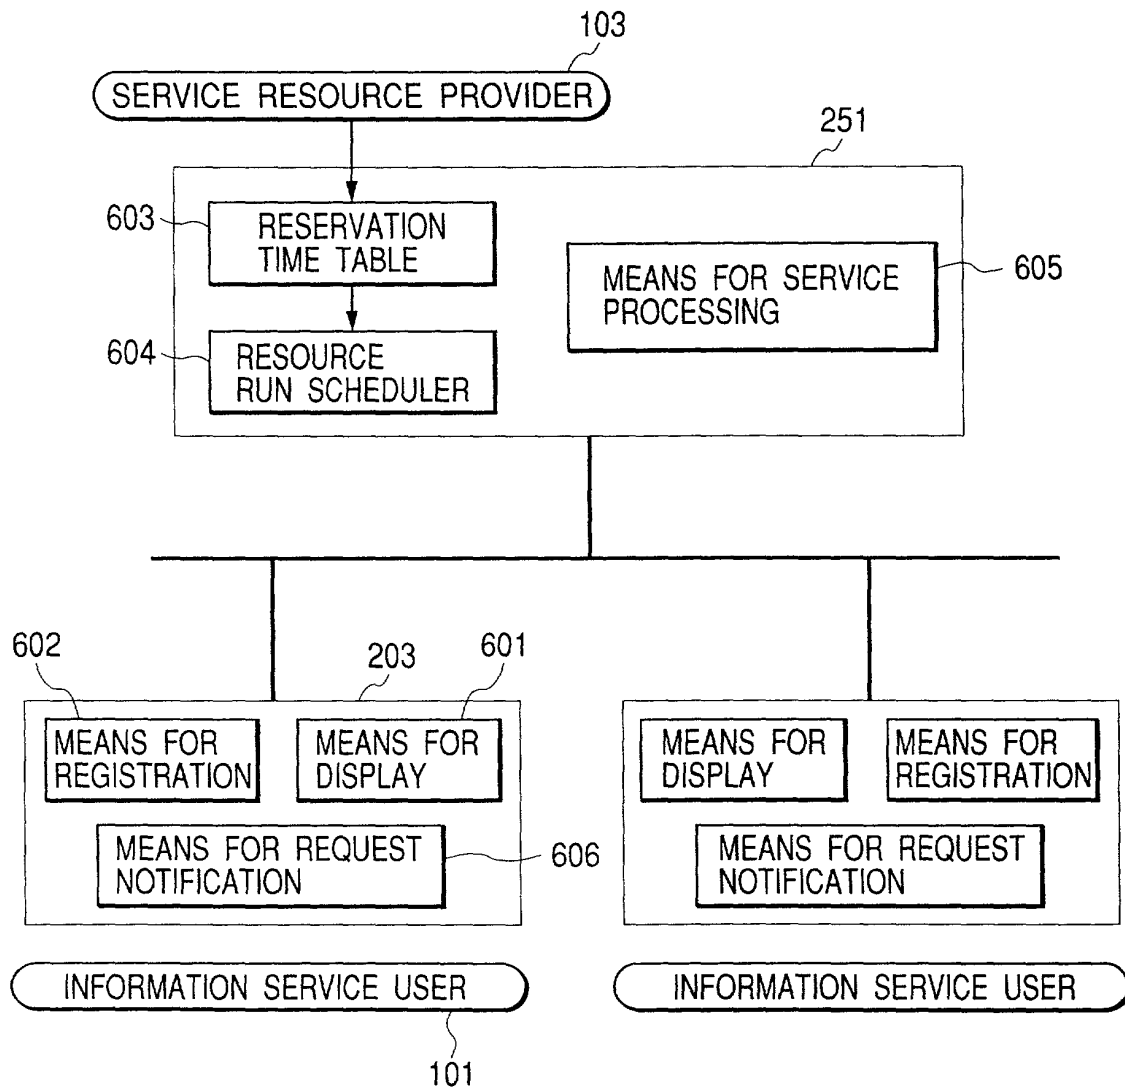 103
SERVICE RESOURCE PROVIDER
251
603
RESERVATION
TIME TABLE
MEANS FOR SERVICE
PROCESSING
605
604
RESOURCE
RUN SCHEDULER
602
203
601
MEANS FOR
REGISTRATION
MEANS FOR
DISPLAY
MEANS FOR REQUEST
NOTIFICATION
606
MEANS FOR
DISPLAY
MEANS FOR
REGISTRATION
MEANS FOR REQUEST
NOTIFICATION
INFORMATION SERVICE USER
INFORMATION SERVICE USER
101